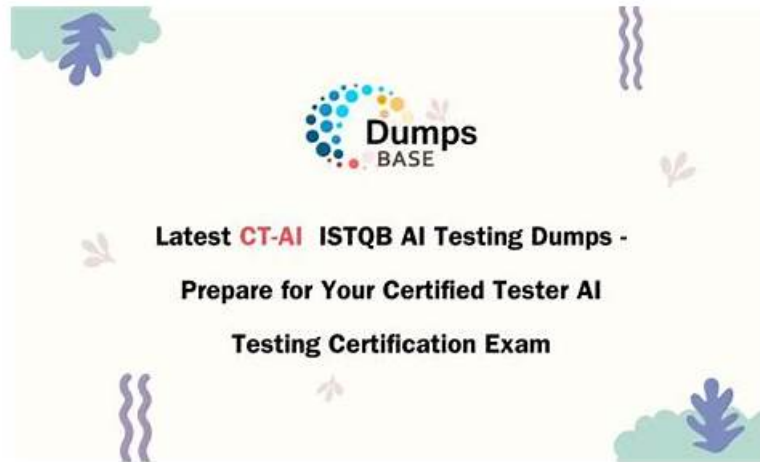 Dumps
BASE
Latest CT-AI ISTQB AI Testing Dumps -
Prepare for Your Certified Tester AI
Testing Certification Exam